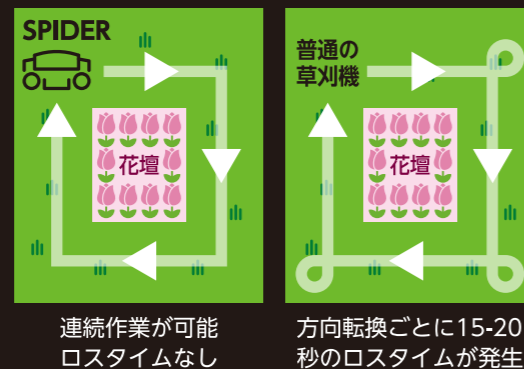 SPIDER
花壇
連続作業が可能
ロスタイムなし
普通の
草刈機
花壇
方向転換ごとに15-20
秒のロスタイムが発生